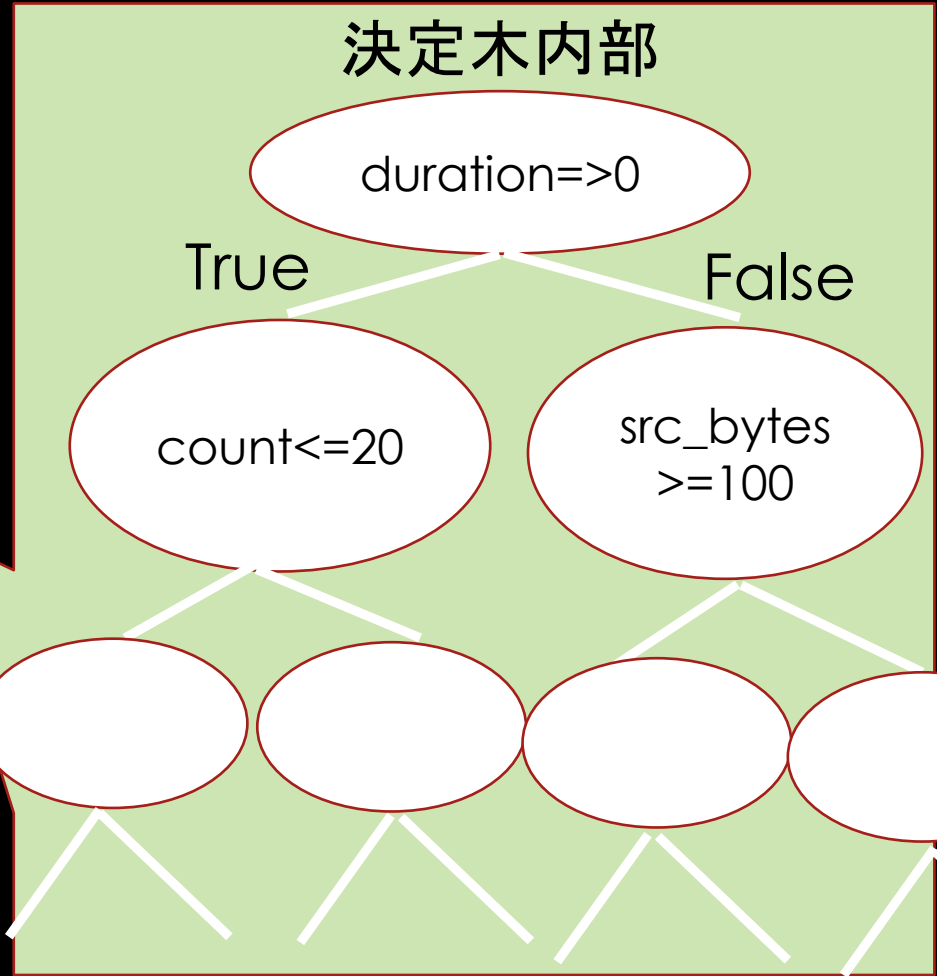 決定木内部
duration=>0
True
False
count<=20
src_bytes
>=100